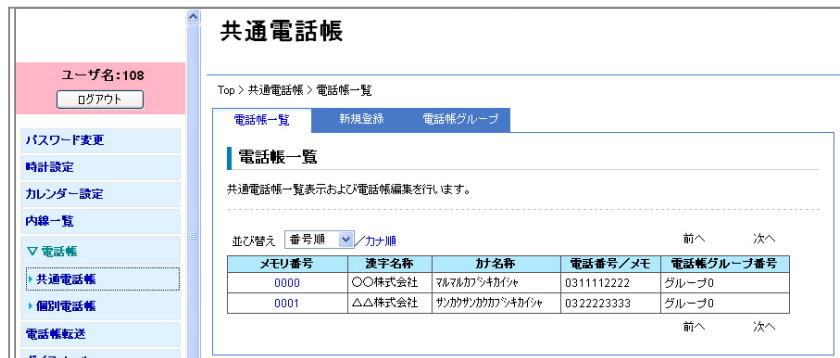 共通電話帳
ユーザ名:108
ログアウト
Top > 共通電話帳 > 電話帳一覧
電話帳一覧 新規登録 電話帳グループ
パスワード変更
時計設定
カレンダー設定
内線一覧
▽ 電話帳
共通電話帳
個別電話帳
電話帳転送
電話帳一覧
共通電話帳一覧表示および電話帳編集を行います。
並び替え 番号順 /カナ順 前へ 次へ
メモリ番号 漢字名称 カナ名称 電話番号/メモ 電話帳グループ番号
0000 〇〇株式会社 マルマルカブシキカイシャ 0311112222 グループ0
0001 △△株式会社 サンカクサンカクカブシキカイシャ 0322223333 グループ0
前へ 次へ